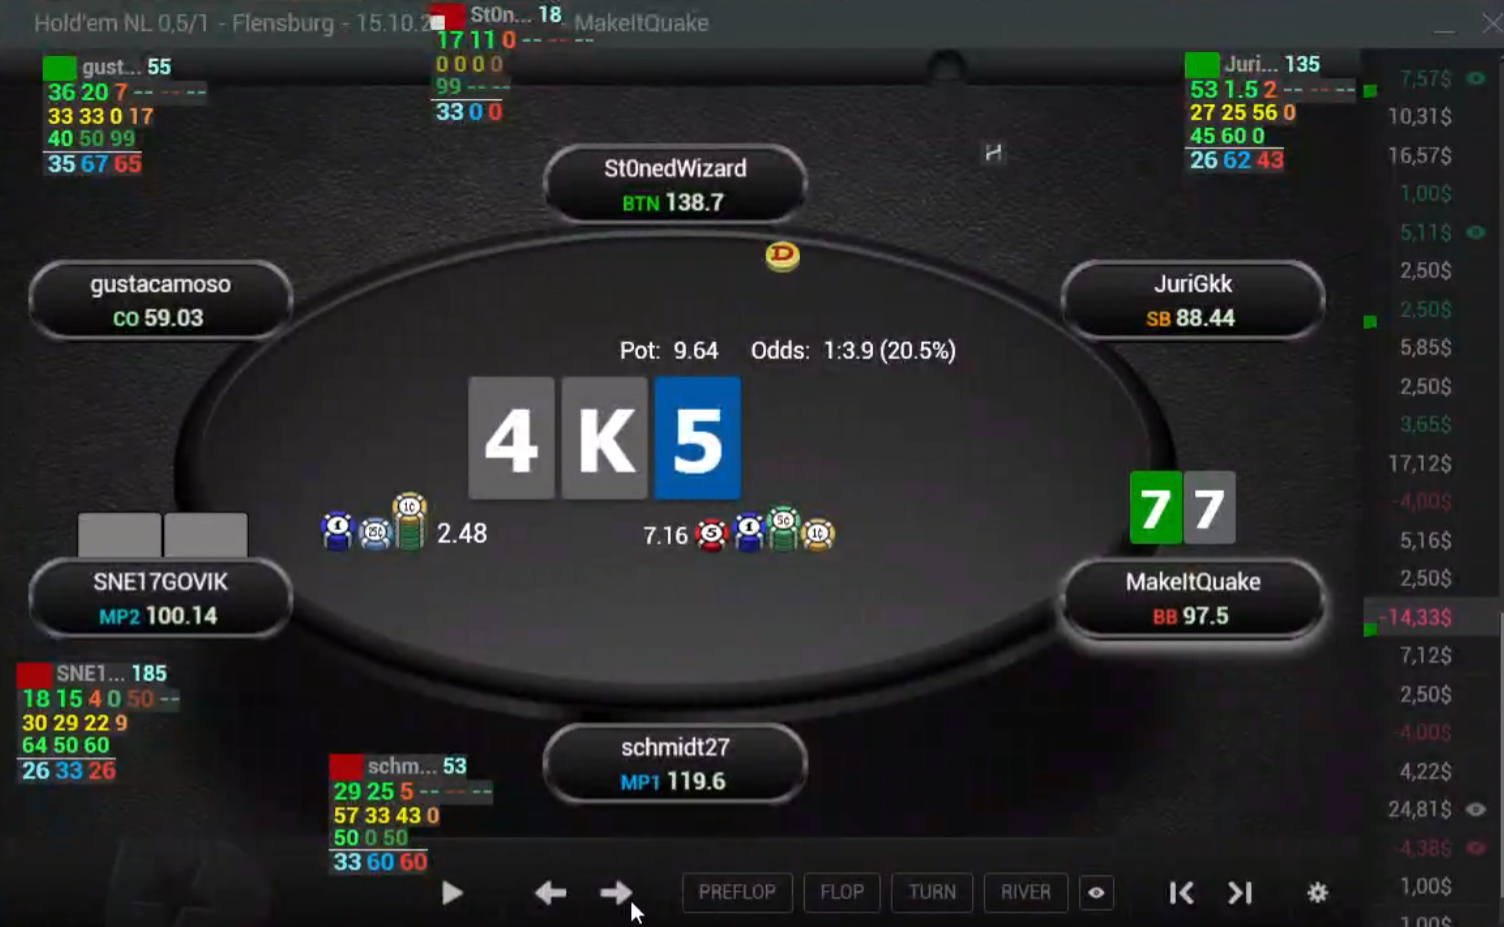 Hold'em NL 0,5/1 - Flensburg - 15.10.2
St0n... 18
- MakeItQuake
17 11 0 -- -- --
0 0 0 0
99 -- --
33 0 0
gust... 55
36 20 7 -- -- --
33 33 0 17
40 50 99
35 67 65
Juri... 135
53 1.5 2 -- -- --
27 25 56 0
45 60 0
26 62 43
St0nedWizard
BTN 138.7
D
gustacamoso
CO 59.03
JuriGkk
SB 88.44
Pot: 9.64 Odds: 1:3.9 (20.5%)
4 K 5
7 7
2.48
7.16
SNE17GOVIK
MP2 100.14
MakeItQuake
BB 97.5
SNE1... 185
18 15 4 0 50 --
30 29 22 9
64 50 60
26 33 26
schmidt27
MP1 119.6
schm... 53
29 25 5 -- -- --
57 33 43 0
50 0 50
33 60 60
PREFLOP FLOP TURN RIVER
7,57$
10,31$
16,57$
1,00$
5,11$
2,50$
2,50$
5,85$
2,50$
3,65$
17,12$
-4,00$
5,16$
2,50$
-14,33$
7,12$
2,50$
-4,00$
4,22$
24,81$
-4,38$
1,00$
1,00$